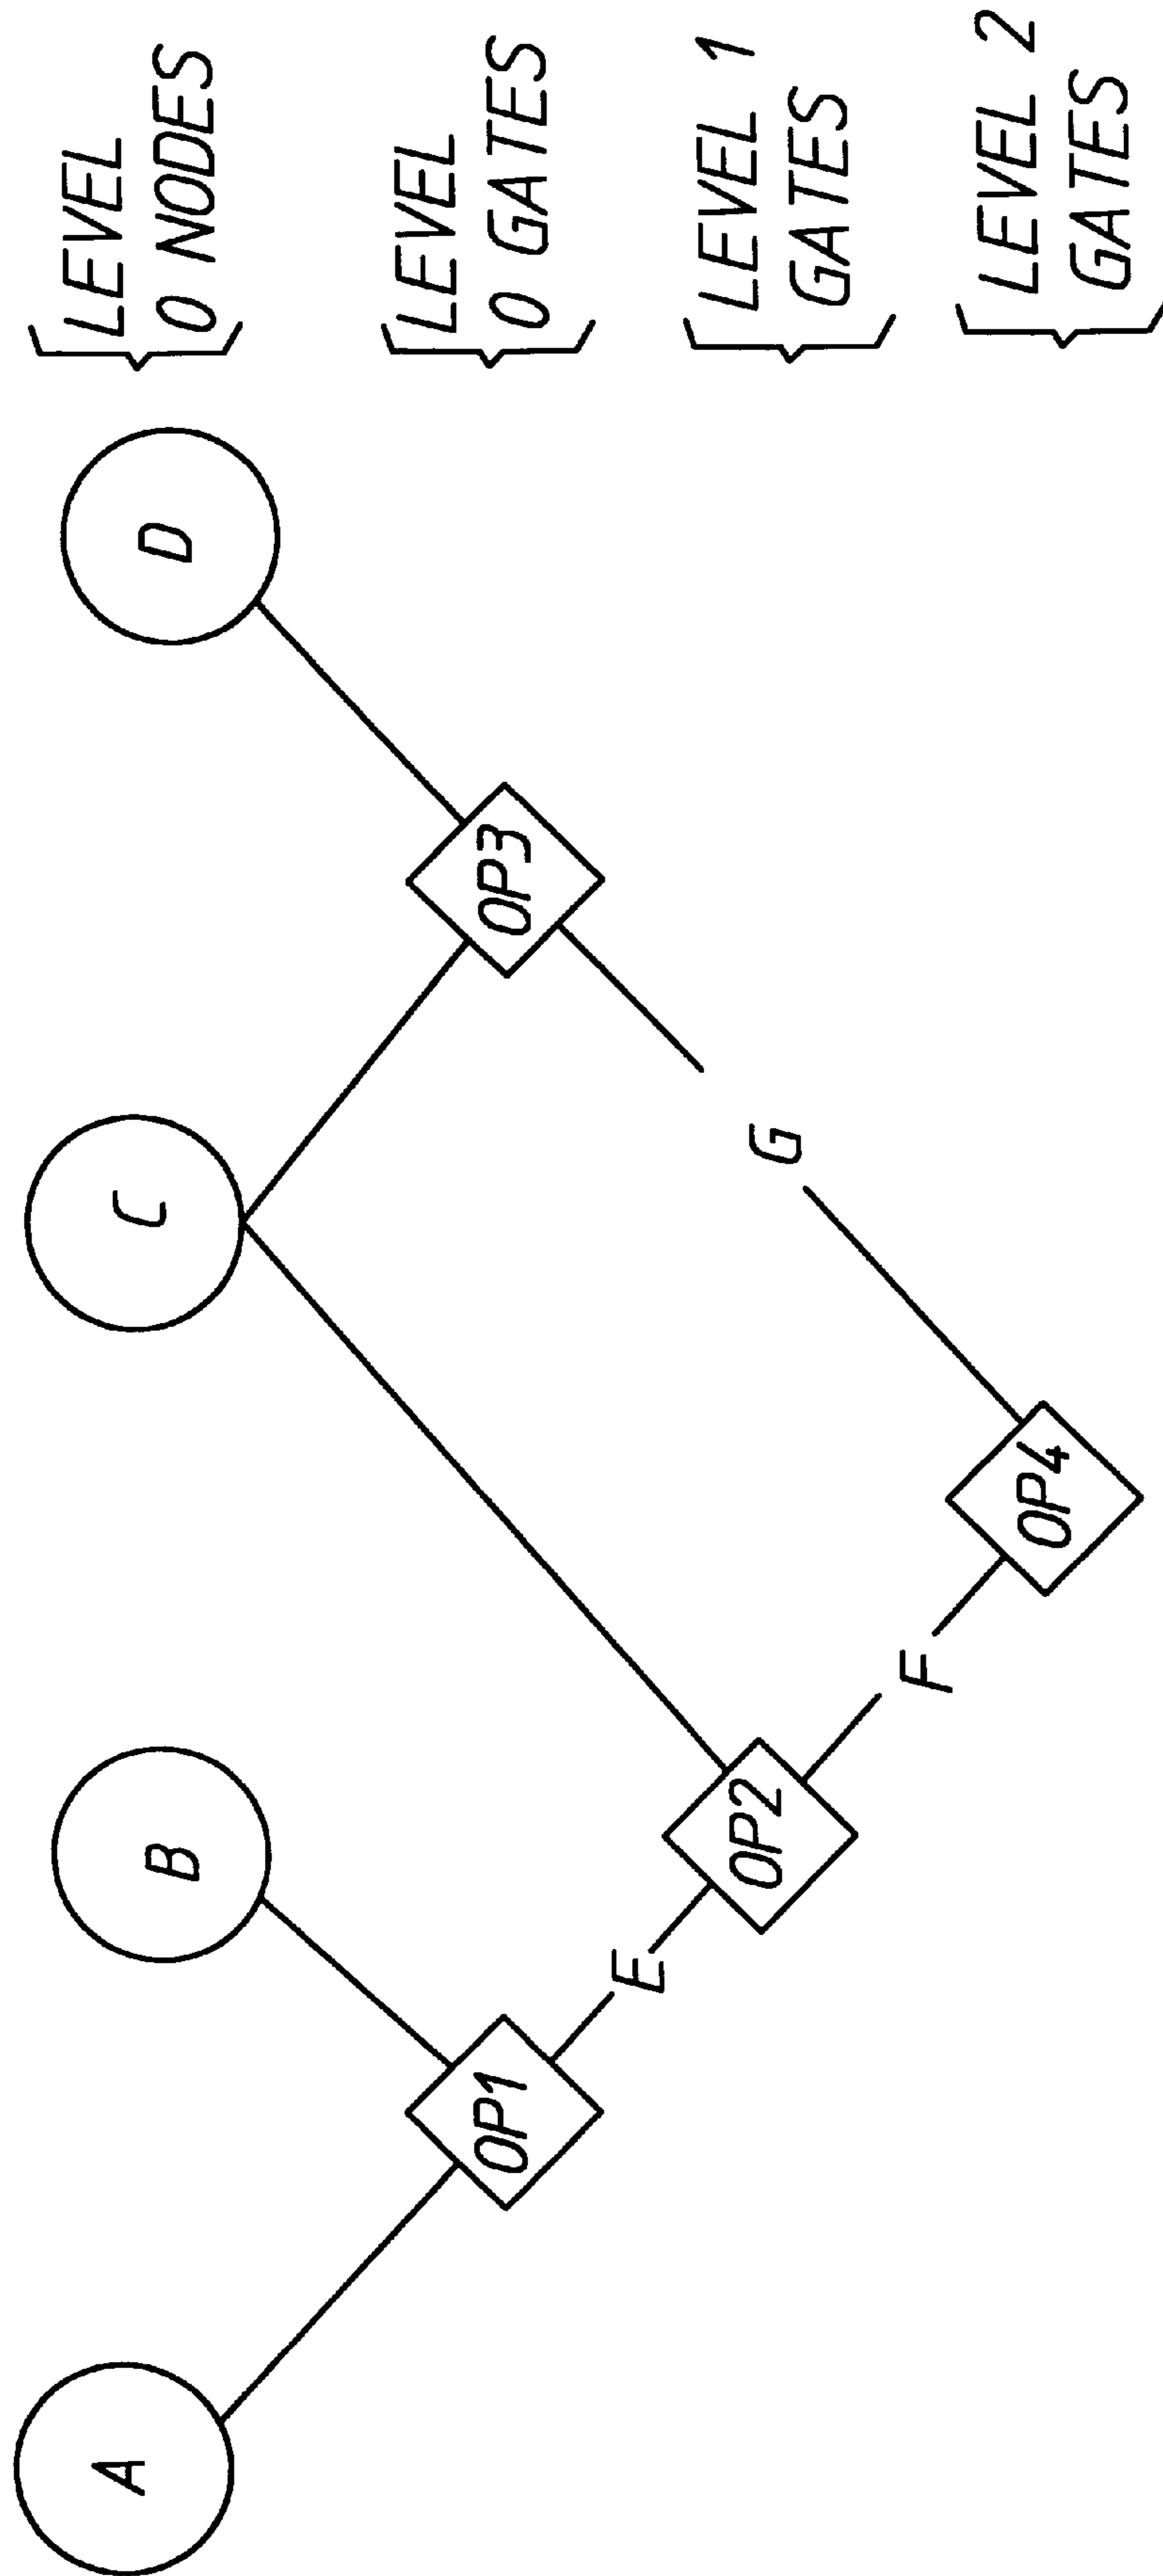 A
B
C
D
LEVEL
0 NODES
OP1
OP3
LEVEL
0 GATES
E
G
OP2
LEVEL 1
GATES
F
OP4
LEVEL 2
GATES